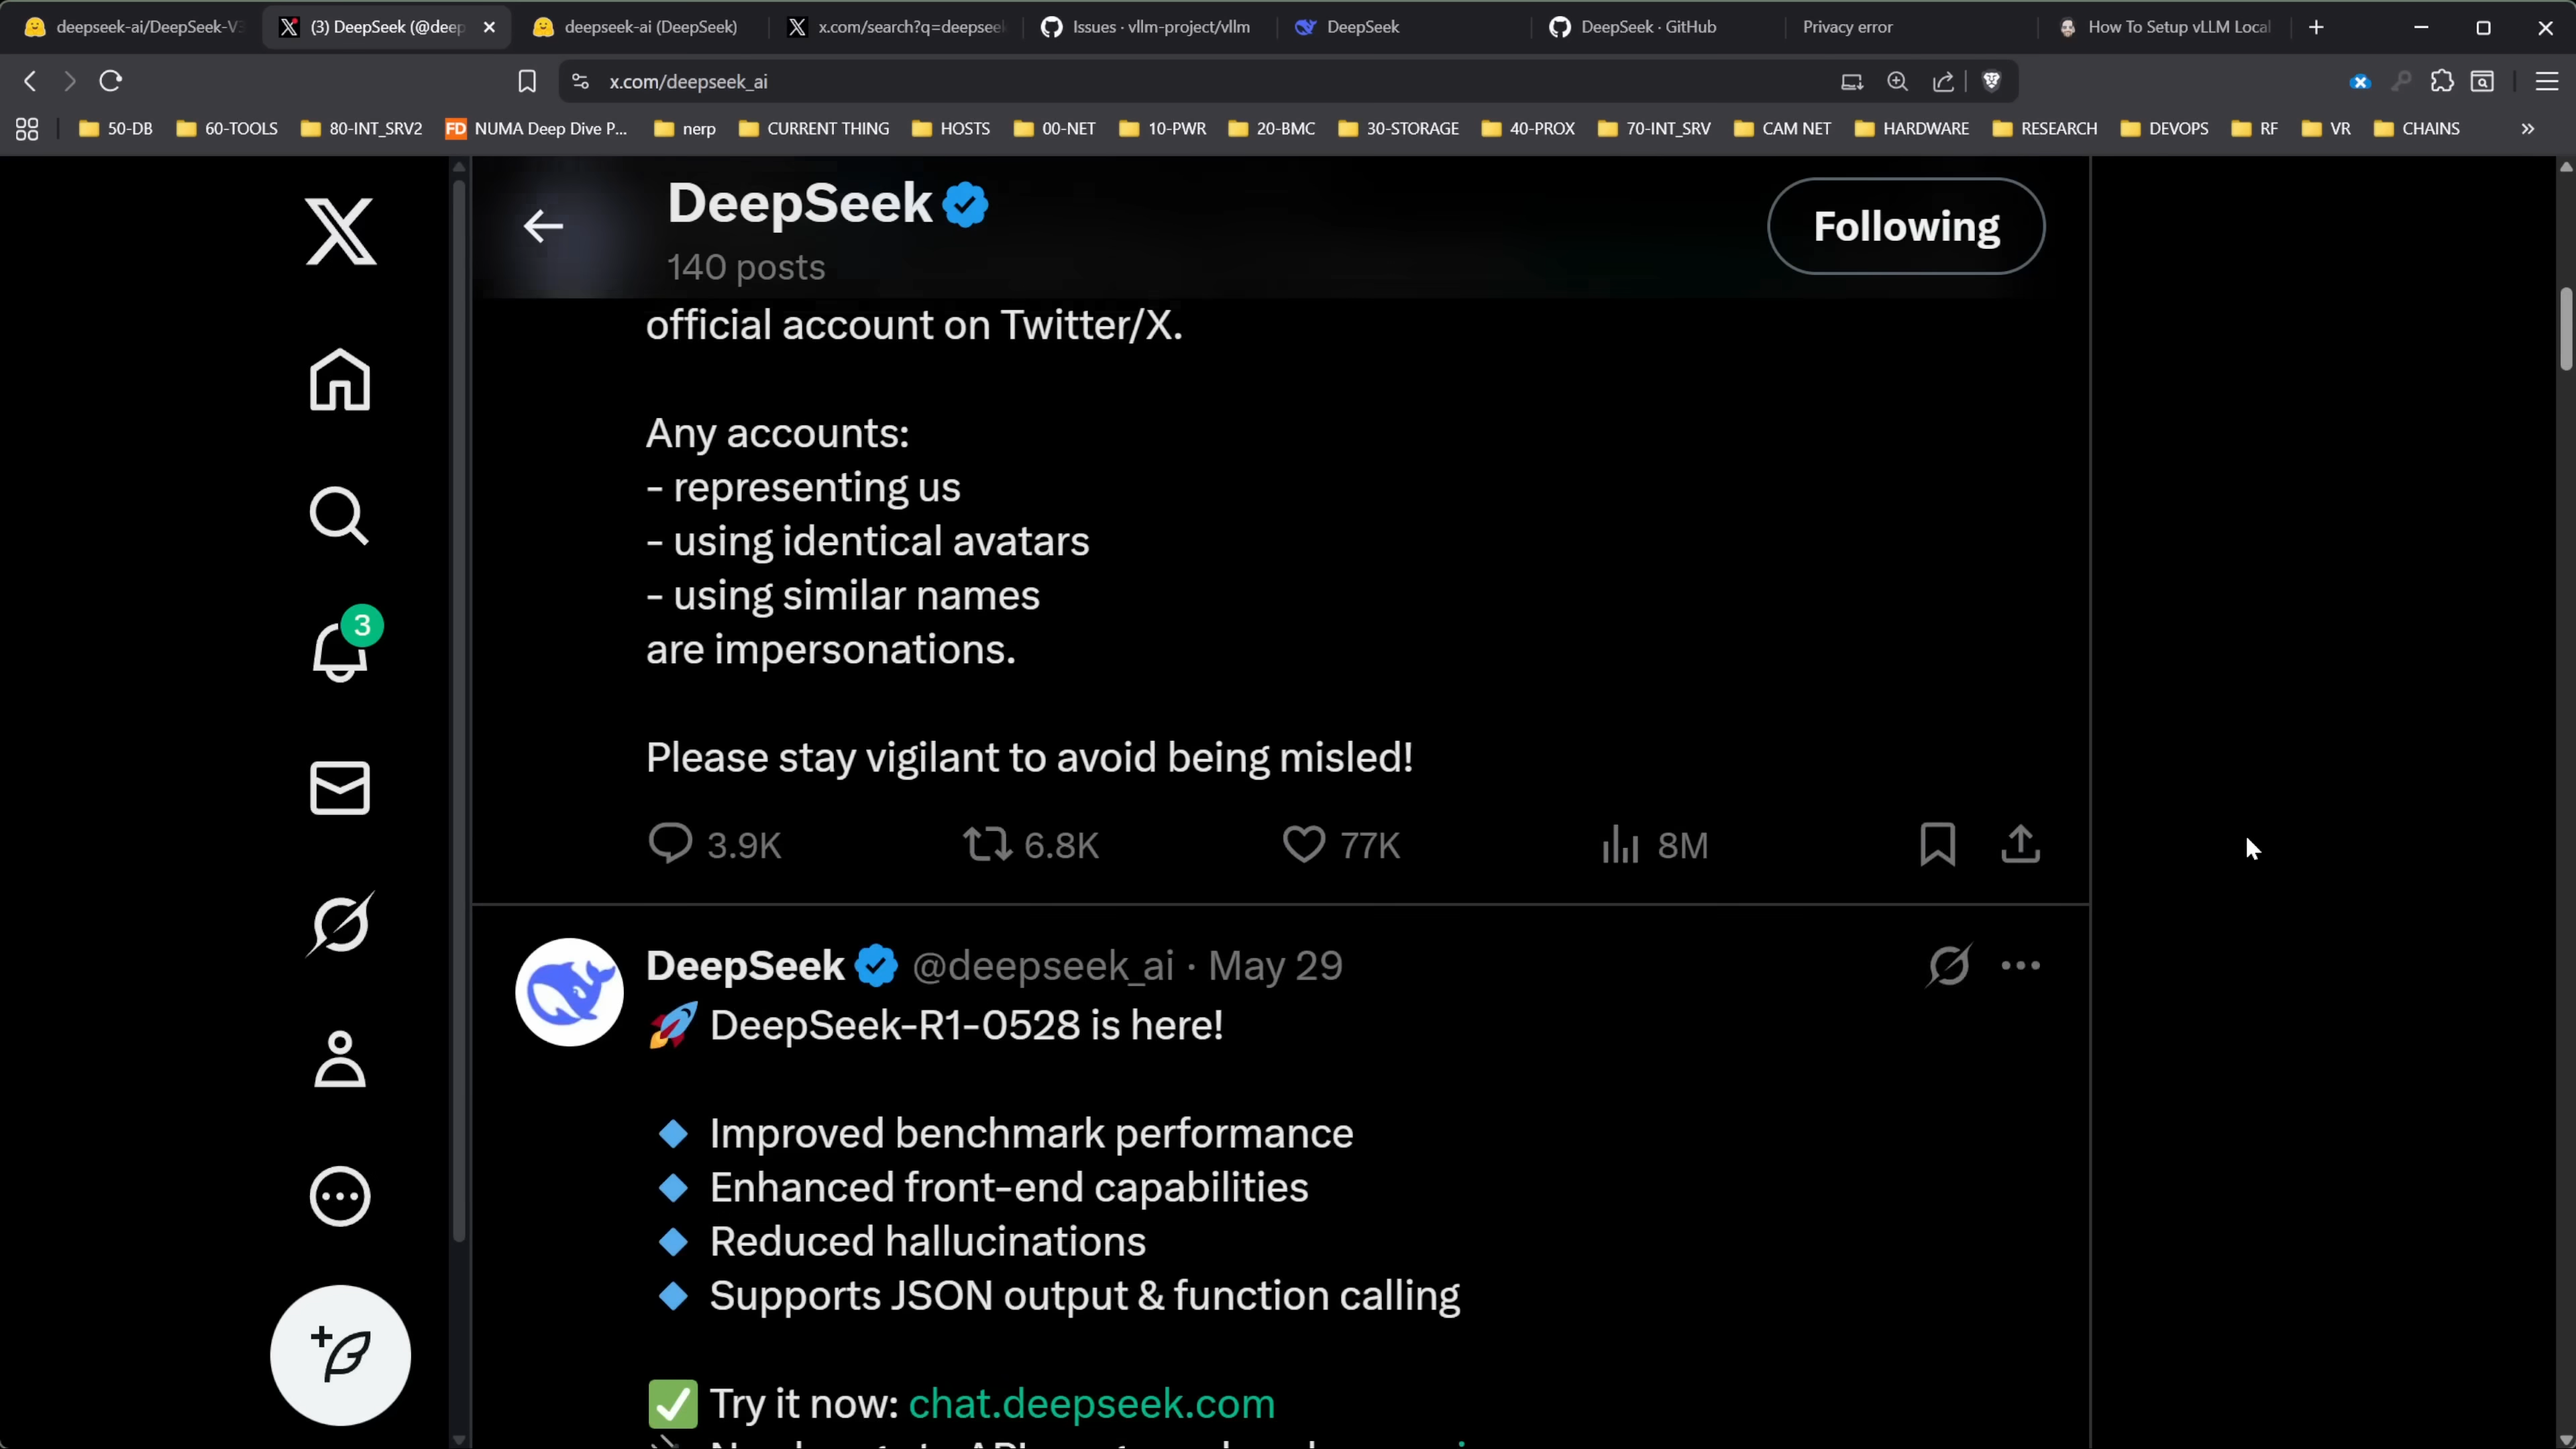 deepseek-ai/DeepSeek-V3
(3) DeepSeek (@deep
deepseek-ai (DeepSeek)
x.com/search?q=deepseek
Issues · vllm-project/vllm
DeepSeek
DeepSeek · GitHub
Privacy error
How To Setup vLLM Local
x.com/deepseek_ai
50-DB
60-TOOLS
80-INT_SRV2
FD NUMA Deep Dive P...
nerp
CURRENT THING
HOSTS
00-NET
10-PWR
20-BMC
30-STORAGE
40-PROX
70-INT_SRV
CAM NET
HARDWARE
RESEARCH
DEVOPS
RF
VR
CHAINS
DeepSeek
140 posts
Following
official account on Twitter/X.
Any accounts:
- representing us
- using identical avatars
- using similar names
are impersonations.
Please stay vigilant to avoid being misled!
3.9K 6.8K 77K 8M
3
DeepSeek @deepseek_ai · May 29
🚀 DeepSeek-R1-0528 is here!
🔹 Improved benchmark performance
🔹 Enhanced front-end capabilities
🔹 Reduced hallucinations
🔹 Supports JSON output & function calling
✅ Try it now: chat.deepseek.com